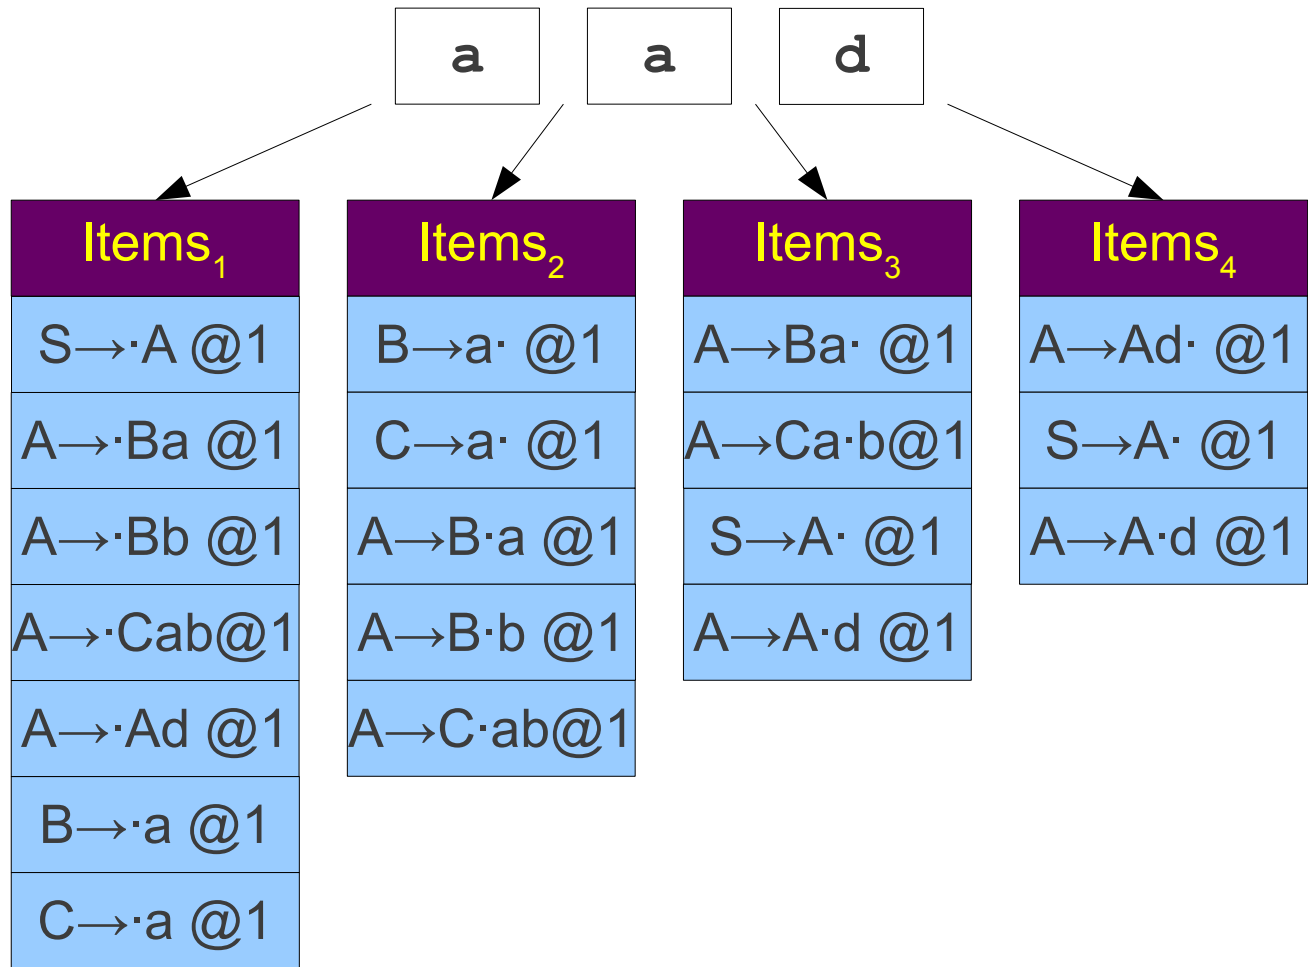 a a d
Items₁
S→·A @1
A→·Ba @1
A→·Bb @1
A→·Cab@1
A→·Ad @1
B→·a @1
C→·a @1
Items₂
B→a· @1
C→a· @1
A→B·a @1
A→B·b @1
A→C·ab@1
Items₃
A→Ba· @1
A→Ca·b@1
S→A· @1
A→A·d @1
Items₄
A→Ad· @1
S→A· @1
A→A·d @1